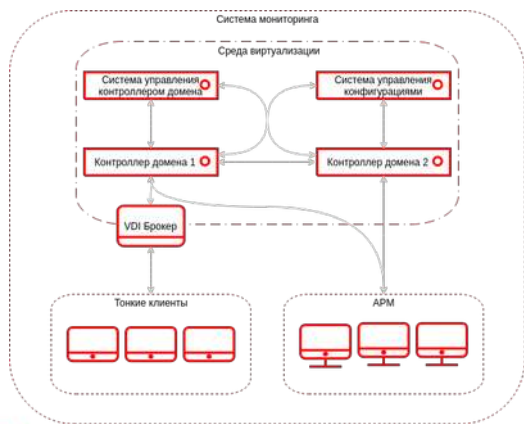 Система мониторинга
Среда виртуализации
Система управления
контроллером домена
Система управления
конфигурациями
Контроллер домена 1
Контроллер домена 2
VDI Брокер
Тонкие клиенты
АРМ